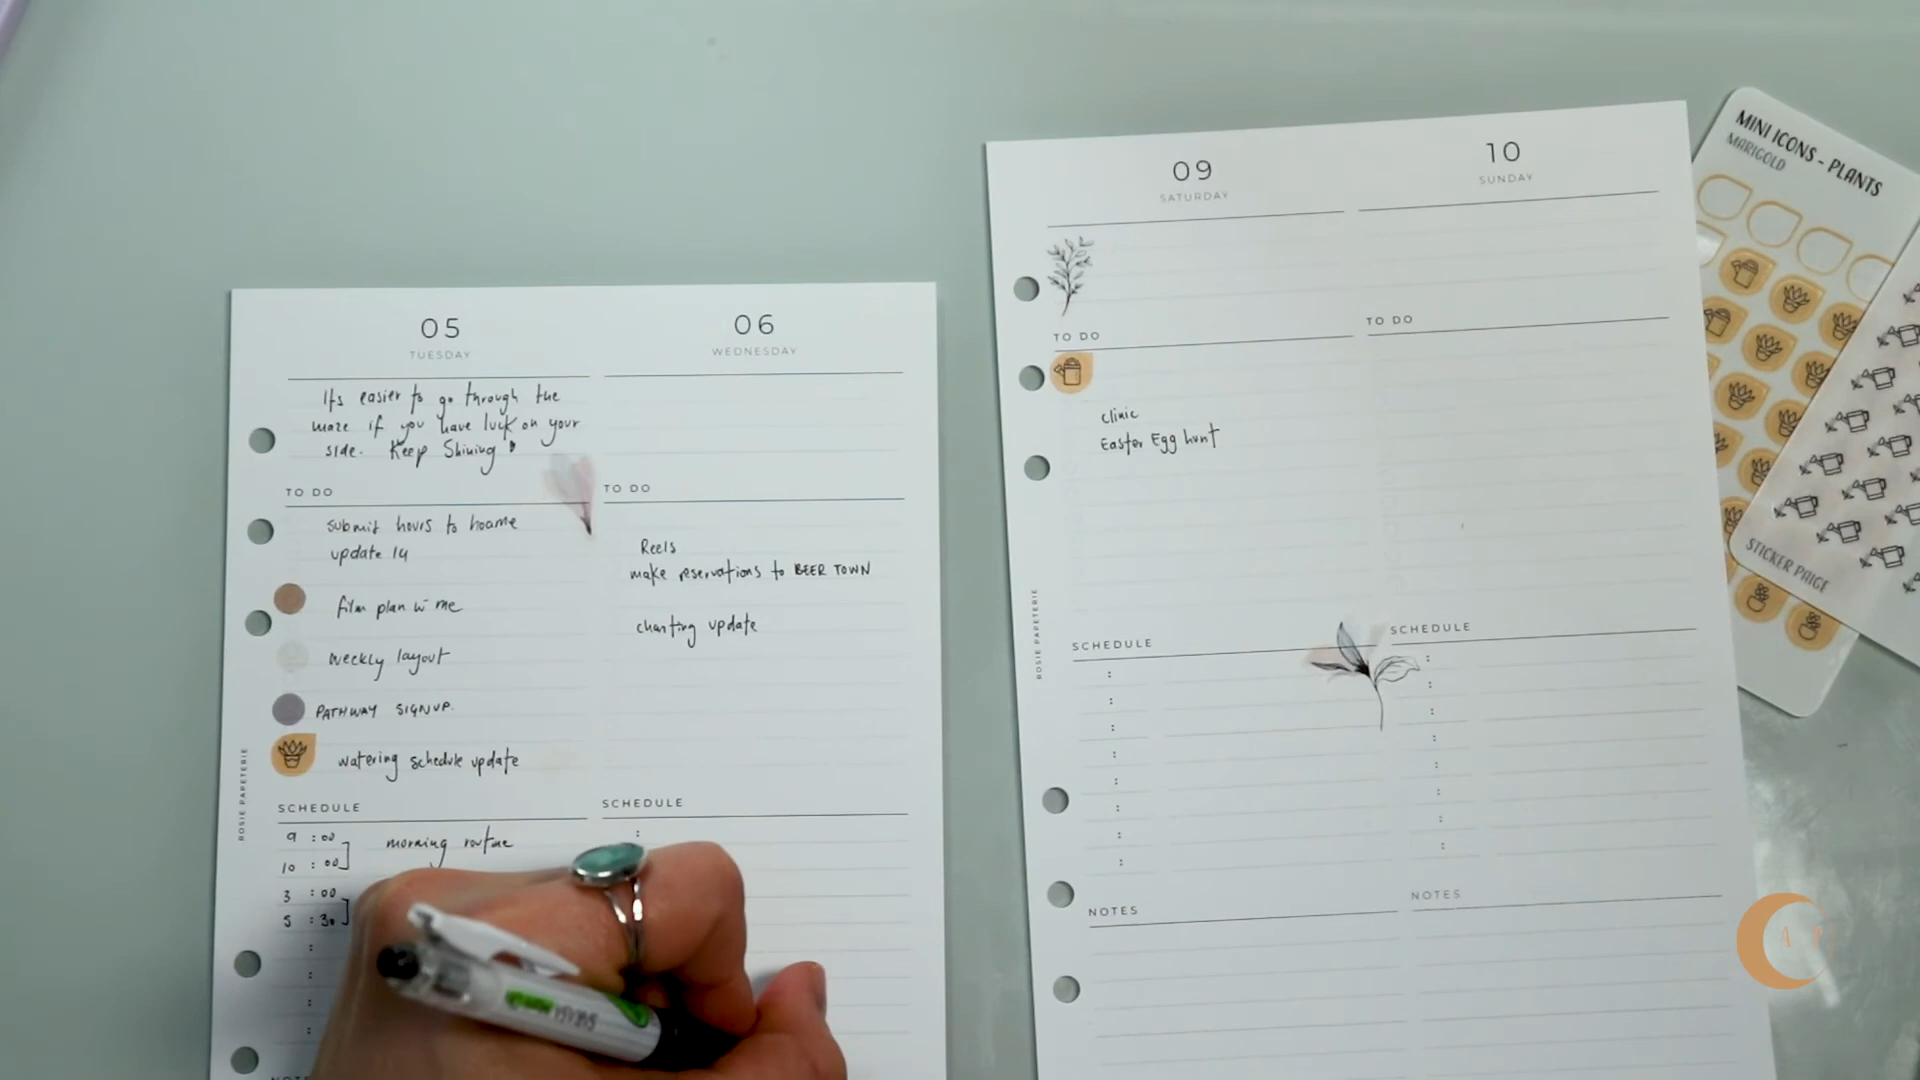 05
TUESDAY
Its easier to go through the
maze if you have luck on your
side. Keep Shining
TO DO
submit hours to
update
film plan w me
weekly layout
PATHWAY SIGNUP.
watering schedule update
SCHEDULE
9 :00
10 :00
morning routine
3 :00
5 :30
ROSIE PAPETERIE
06
WEDNESDAY
TO DO
Reels
make reservations to BEER TOWN
charting update
SCHEDULE
09
SATURDAY
TO DO
clinic
Easter Egg hunt
SCHEDULE
NOTES
ROSIE PAPETERIE
10
SUNDAY
TO DO
SCHEDULE
NOTES
MINI ICONS - PLANTS
MARIGOLD
STICKER PAIGE